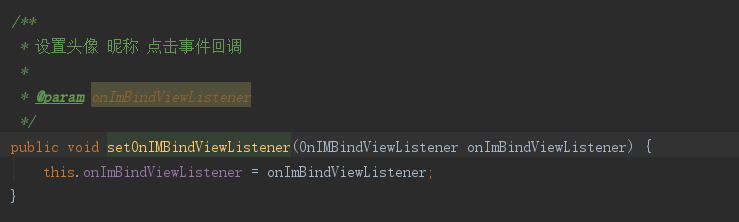 /**
 * 设置头像 昵称 点击事件回调
 *
 * @param onImBindViewListener
 */
public void setOnIMBindViewListener(OnIMBindViewListener onImBindViewListener) {
    this.onImBindViewListener = onImBindViewListener;
}